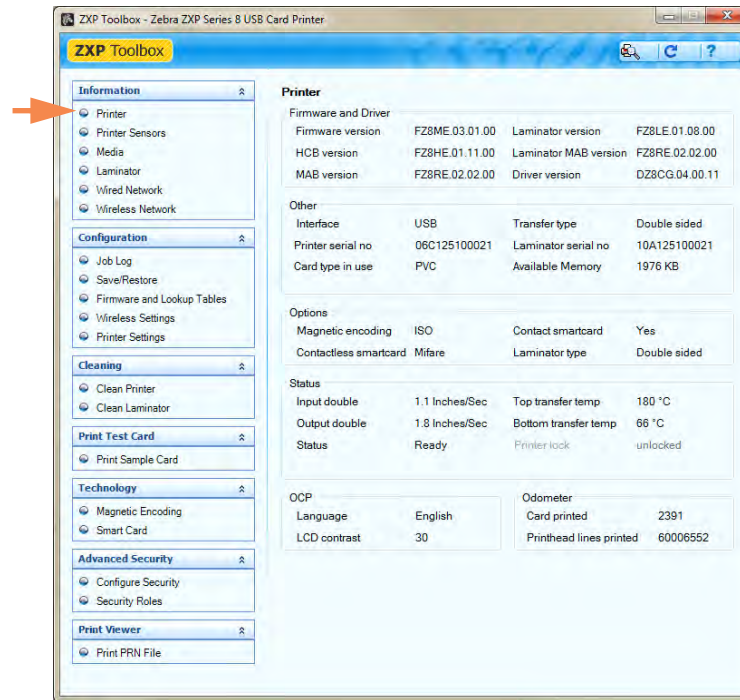 ZXP Toolbox - Zebra ZXP Series 8 USB Card Printer
ZXP Toolbox
?
Information
Printer
Printer Sensors
Media
Laminator
Wired Network
Wireless Network
Configuration
Job Log
Save/Restore
Firmware and Lookup Tables
Wireless Settings
Printer Settings
Cleaning
Clean Printer
Clean Laminator
Print Test Card
Print Sample Card
Technology
Magnetic Encoding
Smart Card
Advanced Security
Configure Security
Security Roles
Print Viewer
Print PRN File
Printer
Firmware and Driver
Firmware version FZ8ME.03.01.00 Laminator version FZ8LE.01.08.00
HCB version FZ8HE.01.11.00 Laminator MAB version FZ8RE.02.02.00
MAB version FZ8RE.02.02.00 Driver version DZ8CG.04.00.11
Other
Interface USB Transfer type Double sided
Printer serial no 06C125100021 Laminator serial no 10A125100021
Card type in use PVC Available Memory 1976 KB
Options
Magnetic encoding ISO Contact smartcard Yes
Contactless smartcard Mifare Laminator type Double sided
Status
Input double 1.1 Inches/Sec Top transfer temp 180 °C
Output double 1.8 Inches/Sec Bottom transfer temp 66 °C
Status Ready Printer lock unlocked
OCP
Language English
LCD contrast 30
Odometer
Card printed 2391
Printhead lines printed 60006552